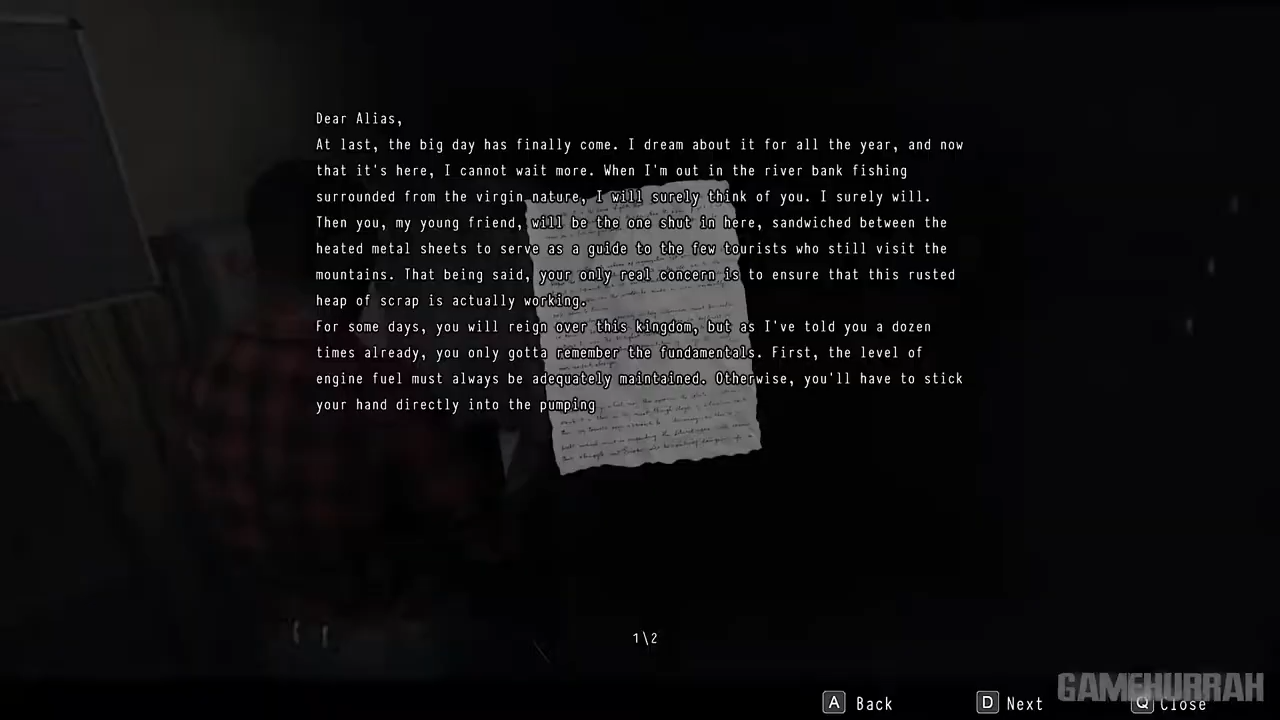 Dear Alias,
At last, the big day has finally come. I dream about it for all the year, and now
that it's here, I cannot wait more. When I'm out in the river bank fishing
surrounded from the virgin nature, I will surely think of you. I surely will.
Then you, my young friend, will be the one shut in here, sandwiched between the
heated metal sheets to serve as a guide to the few tourists who still visit the
mountains. That being said, your only real concern is to ensure that this rusted
heap of scrap is actually working.
For some days, you will reign over this kingdom, but as I've told you a dozen
times already, you only gotta remember the fundamentals. First, the level of
engine fuel must always be adequately maintained. Otherwise, you'll have to stick
your hand directly into the pumping
1\2
A Back D Next Q Close
GAMEHURRAH